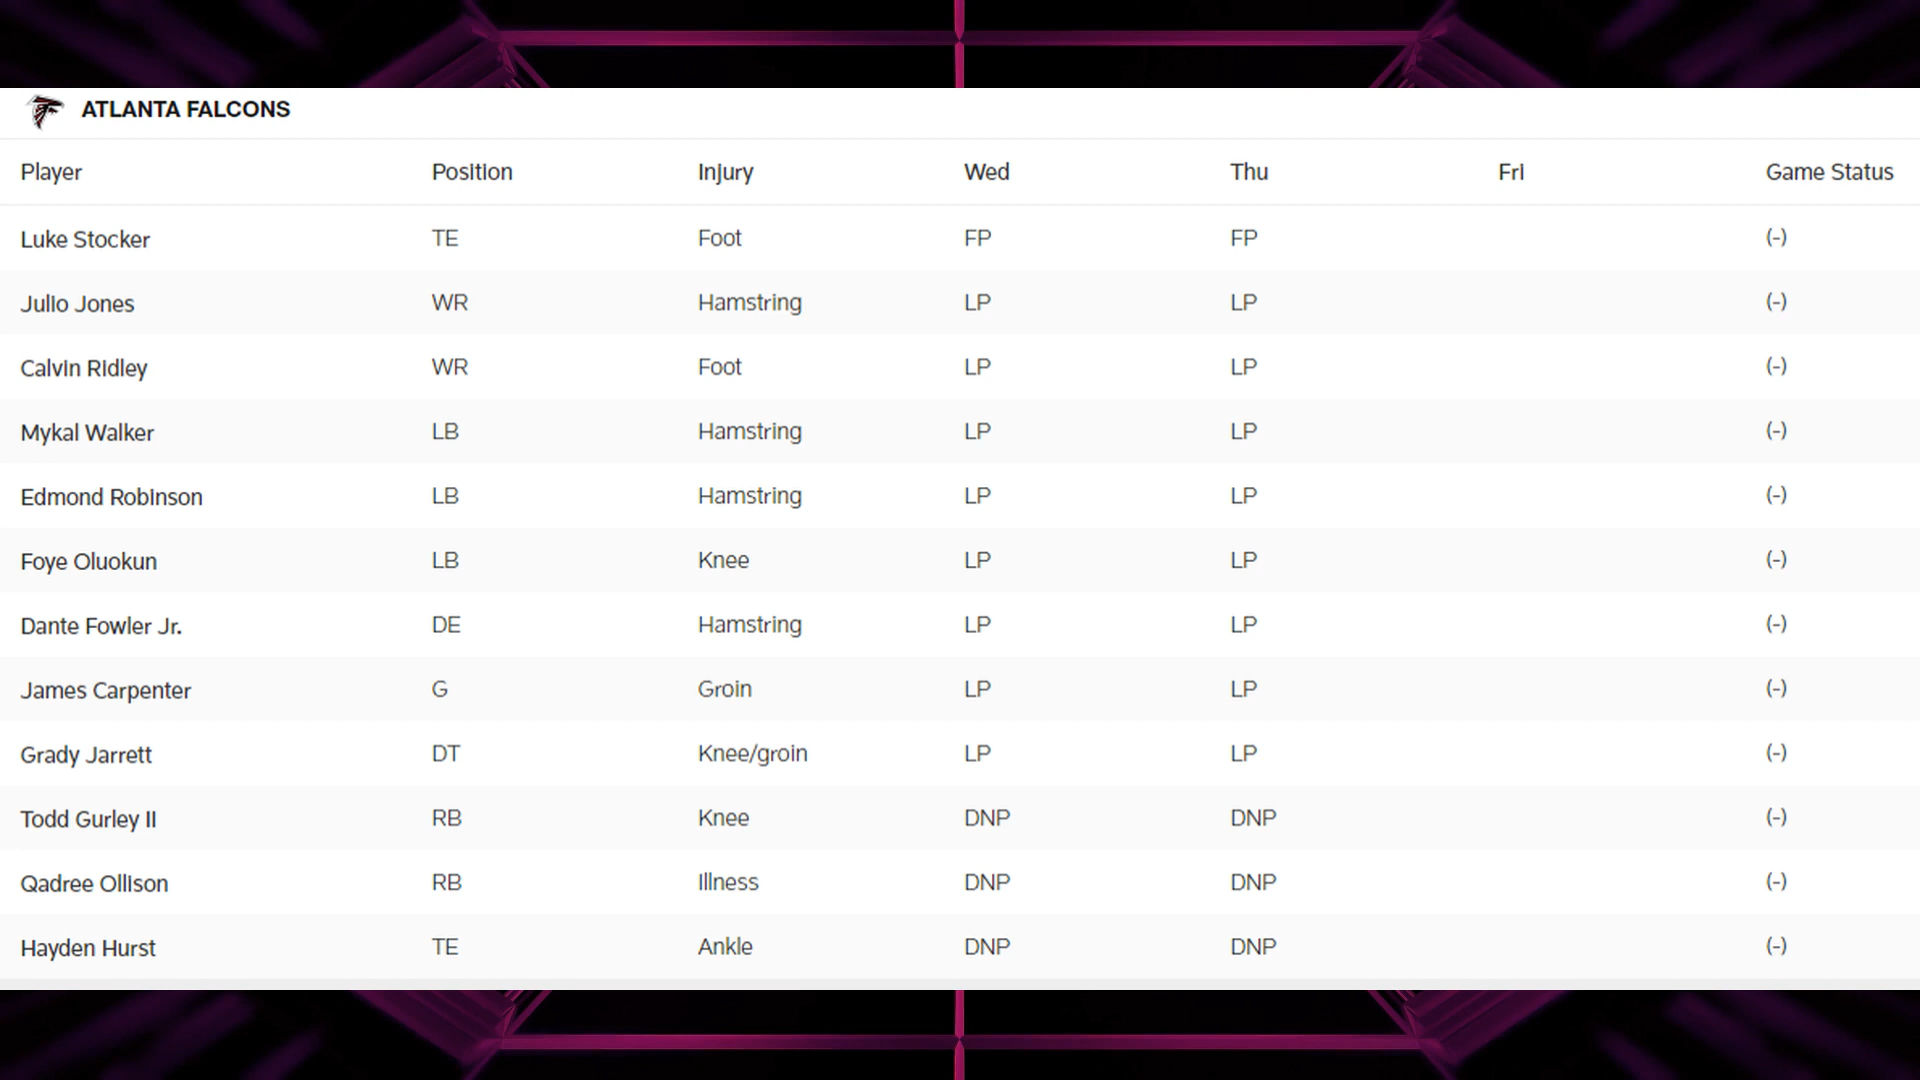 ATLANTA FALCONS
Player Position Injury Wed Thu Fri Game Status
Luke Stocker TE Foot FP FP (-)
Julio Jones WR Hamstring LP LP (-)
Calvin Ridley WR Foot LP LP (-)
Mykal Walker LB Hamstring LP LP (-)
Edmond Robinson LB Hamstring LP LP (-)
Foye Oluokun LB Knee LP LP (-)
Dante Fowler Jr. DE Hamstring LP LP (-)
James Carpenter G Groin LP LP (-)
Grady Jarrett DT Knee/groin LP LP (-)
Todd Gurley II RB Knee DNP DNP (-)
Qadree Ollison RB Illness DNP DNP (-)
Hayden Hurst TE Ankle DNP DNP (-)